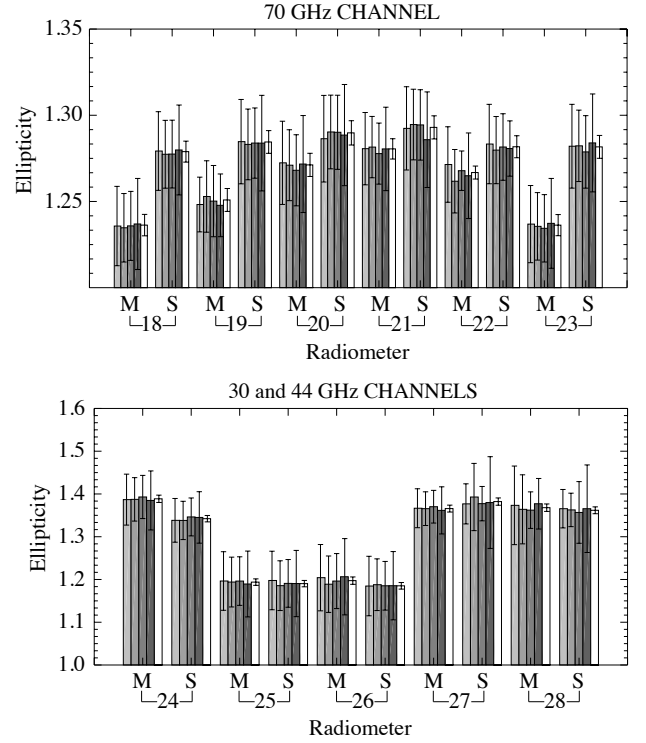 70 GHz CHANNEL
1.35
1.30
1.25
Ellipticity
M S M S M S M S M S M S
18 19 20 21 22 23
Radiometer
30 and 44 GHz CHANNELS
1.6
1.5
1.4
1.3
1.2
1.1
1.0
Ellipticity
M S M S M S M S M S
24 25 26 27 28
Radiometer